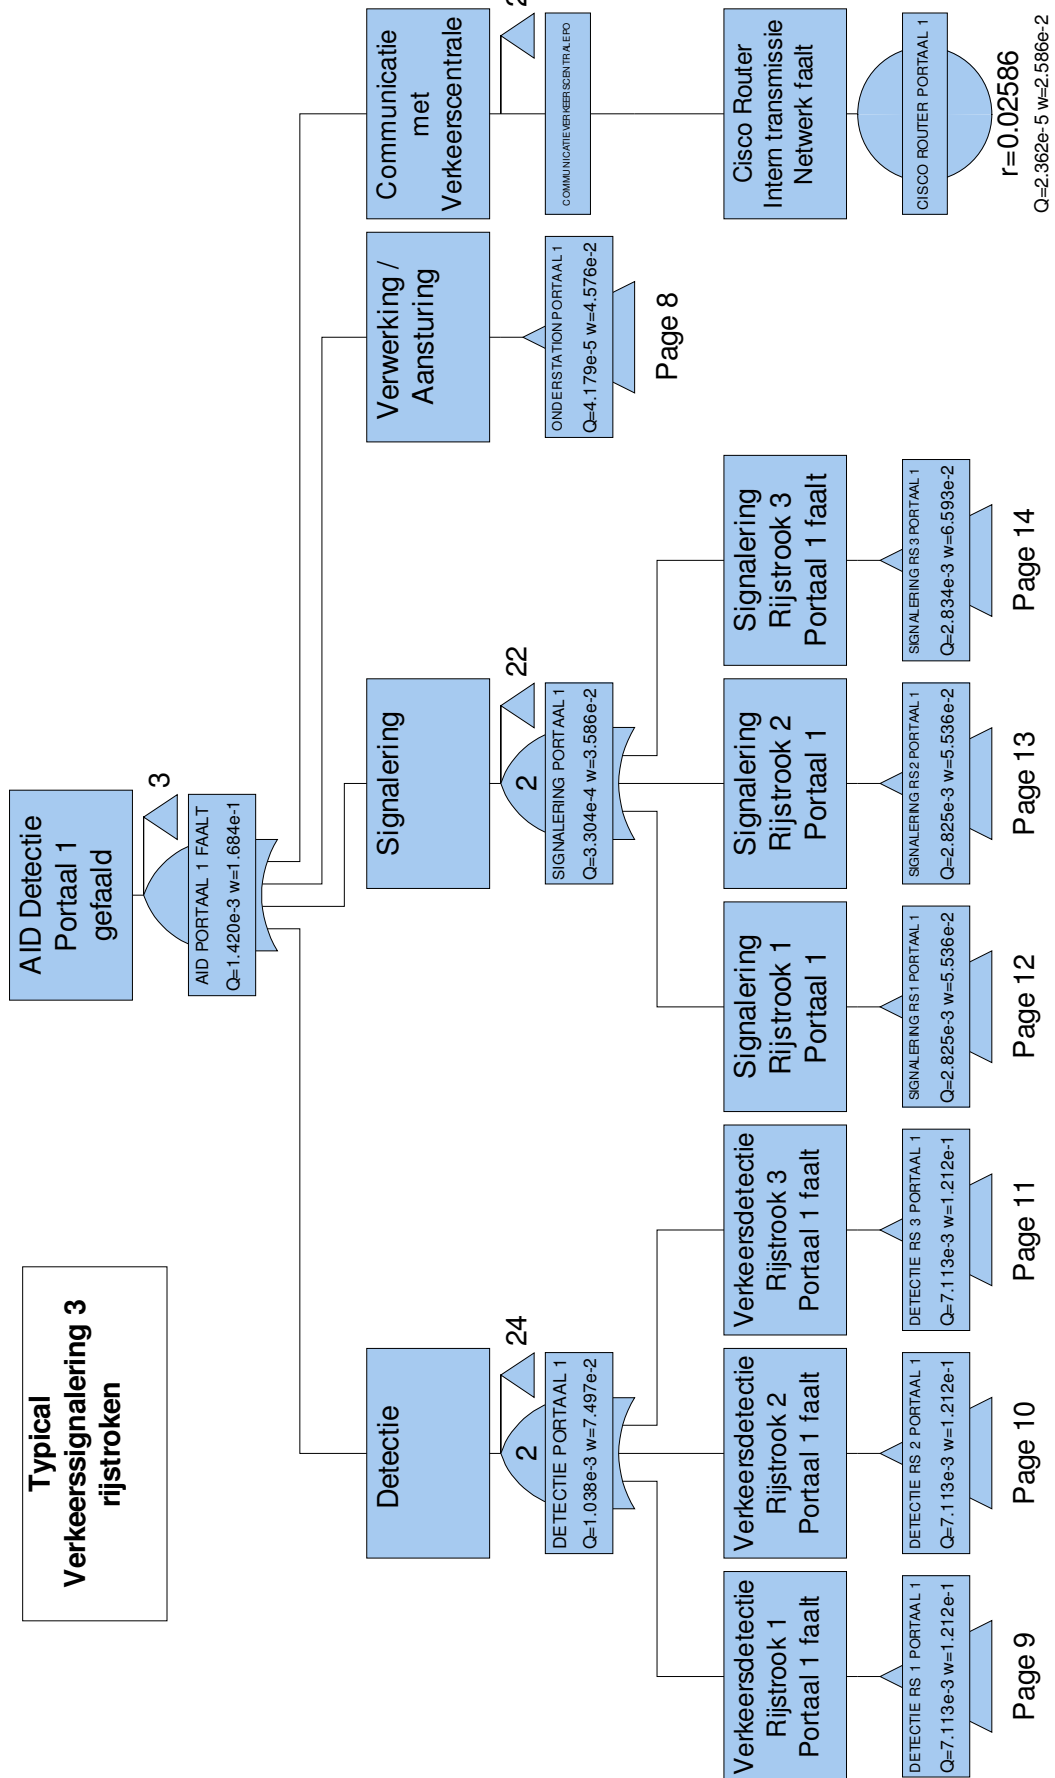 Typical
Verkeerssignalering 3
rijstroken
AID Detectie
Portaal 1
gefaald
3
AID PORTAAL 1 FAALT
Q=1.420e-3 w=1.684e-1
Detectie
24
2
DETECTIE PORTAAL 1
Q=1.038e-3 w=7.497e-2
Signalering
22
2
SIGNALERING PORTAAL 1
Q=3.304e-4 w=3.586e-2
Verwerking /
Aansturing
ONDERSTATION PORTAAL 1
Q=4.179e-5 w=4.576e-2
Page 8
Communicatie
met
Verkeerscentrale
COMMUNICATIE VERKEERSCENTRALE PO
Verkeersdetectie
Rijstrook 1
Portaal 1 faalt
DETECTIE RS 1 PORTAAL 1
Q=7.113e-3 w=1.212e-1
Page 9
Verkeersdetectie
Rijstrook 2
Portaal 1 faalt
DETECTIE RS 2 PORTAAL 1
Q=7.113e-3 w=1.212e-1
Page 10
Verkeersdetectie
Rijstrook 3
Portaal 1 faalt
DETECTIE RS 3 PORTAAL 1
Q=7.113e-3 w=1.212e-1
Page 11
Signalering
Rijstrook 1
Portaal 1
SIGNALERING RS 1 PORTAAL 1
Q=2.825e-3 w=5.536e-2
Page 12
Signalering
Rijstrook 2
Portaal 1
SIGNALERING RS 2 PORTAAL 1
Q=2.825e-3 w=5.536e-2
Page 13
Signalering
Rijstrook 3
Portaal 1 faalt
SIGNALERING RS 3 PORTAAL 1
Q=2.834e-3 w=6.593e-2
Page 14
Cisco Router
Intern transmissie
Netwerk faalt
CISCO ROUTER PORTAAL 1
r=0.02586
Q=2.362e-5 w=2.586e-2